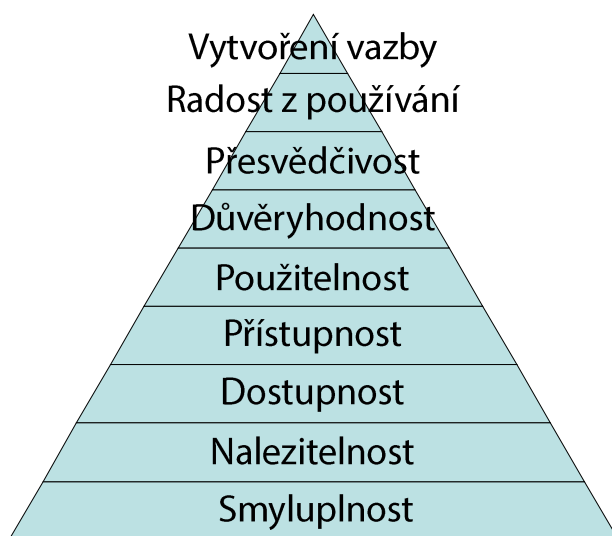 Vytvoření vazby
Radost z používání
Přesvědčivost
Důvěryhodnost
Použitelnost
Přístupnost
Dostupnost
Nalezitelnost
Smyluplnost